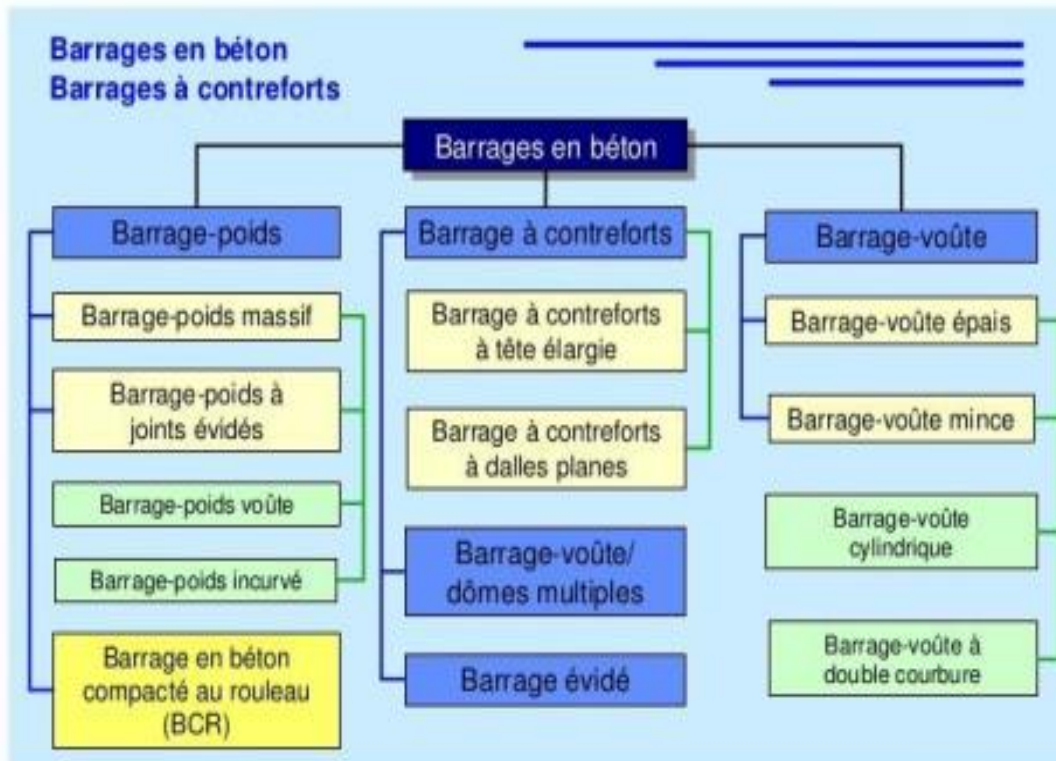 Barrages en béton
Barrages à contreforts
Barrages en béton
Barrage-poids
Barrage-poids massif
Barrage-poids à
joints évidés
Barrage-poids voûte
Barrage-poids incurvé
Barrage en béton
compacté au rouleau
(BCR)
Barrage à contreforts
Barrage à contreforts
à tête élargie
Barrage à contreforts
à dalles planes
Barrage-voûte/
dômes multiples
Barrage évidé
Barrage-voûte
Barrage-voûte épais
Barrage-voûte mince
Barrage-voûte
cylindrique
Barrage-voûte à
double courbure